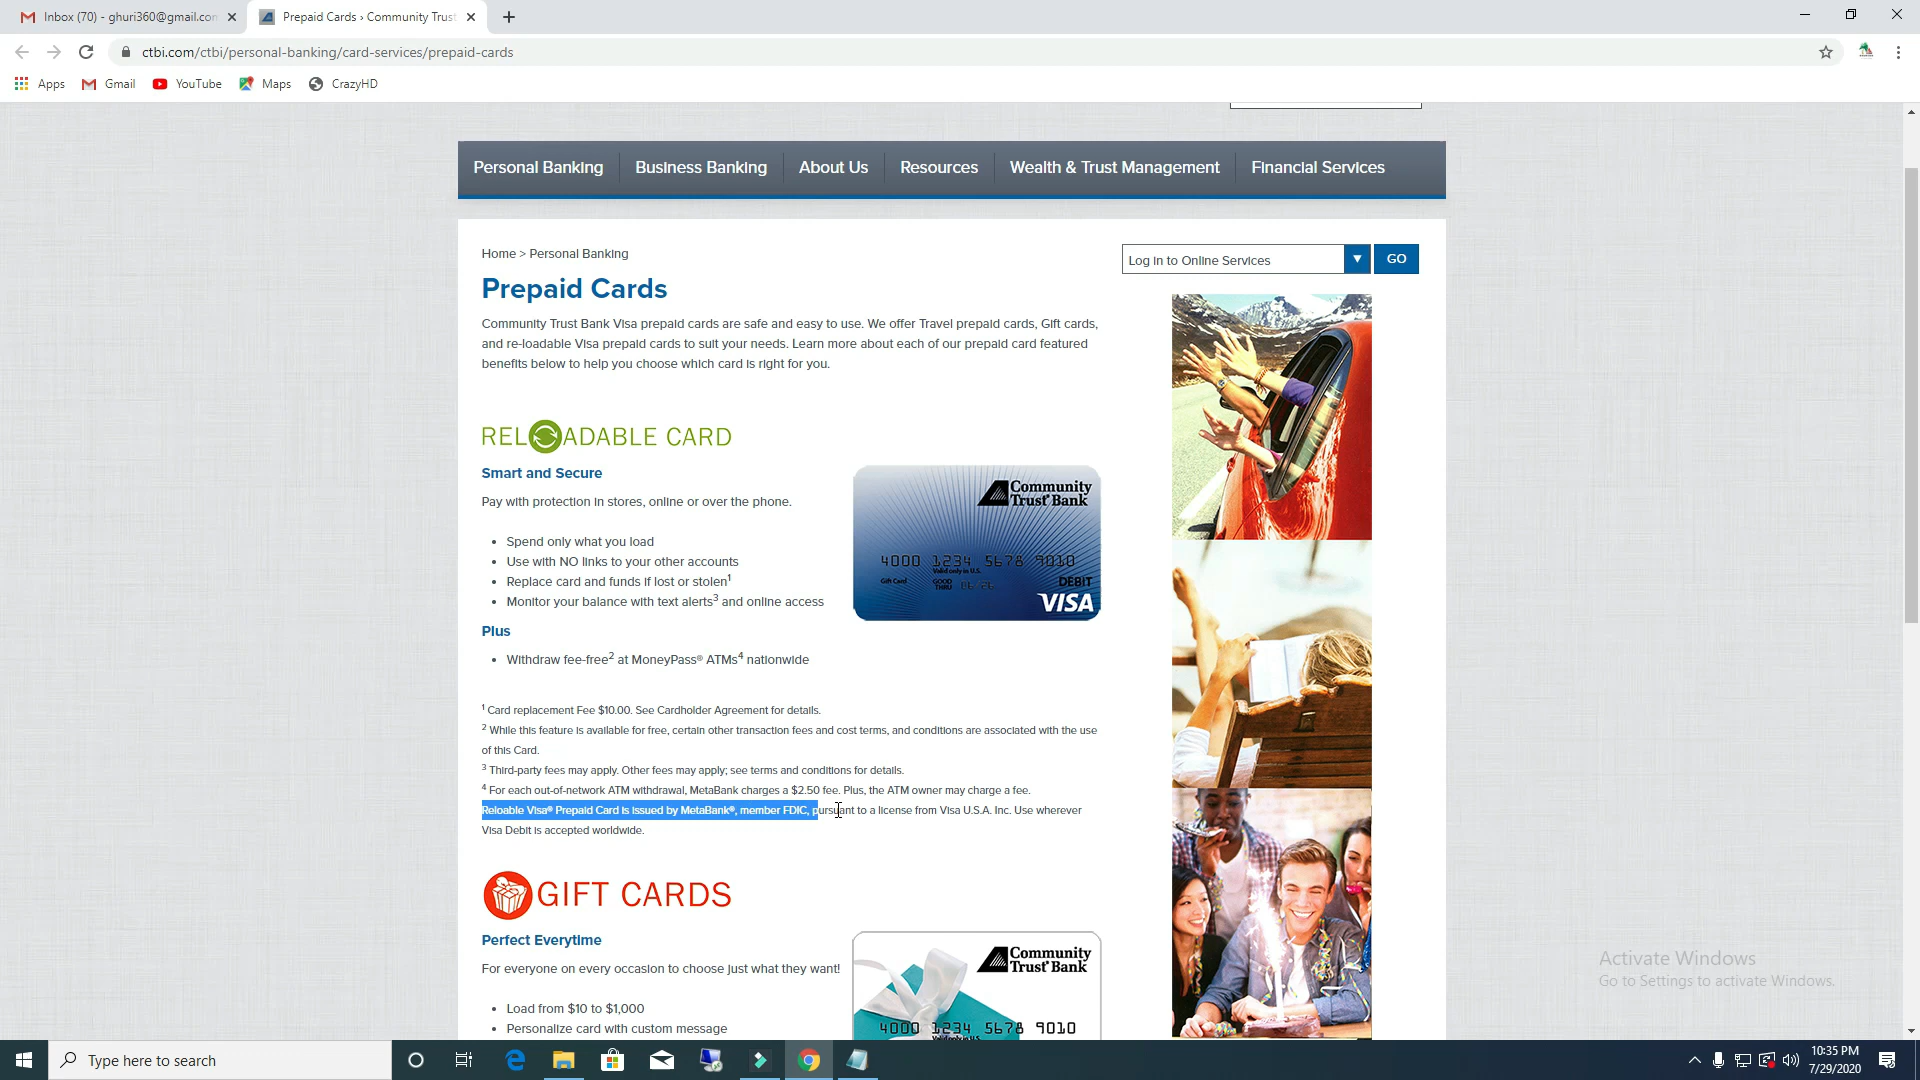 Inbox (70) - ghuri360@gmail.com
Prepaid Cards › Community Trust
ctbi.com/ctbi/personal-banking/card-services/prepaid-cards
Apps
Gmail
YouTube
Maps
CrazyHD
Personal Banking
Business Banking
About Us
Resources
Wealth & Trust Management
Financial Services
Home > Personal Banking
Log in to Online Services
GO
Prepaid Cards
Community Trust Bank Visa prepaid cards are safe and easy to use. We offer Travel prepaid cards, Gift cards,
and re-loadable Visa prepaid cards to suit your needs. Learn more about each of our prepaid card featured
benefits below to help you choose which card is right for you.
RELOADABLE CARD
Smart and Secure
Pay with protection in stores, online or over the phone.
• Spend only what you load
• Use with NO links to your other accounts
• Replace card and funds if lost or stolen1
• Monitor your balance with text alerts3 and online access
Community
Trust Bank
4000 1234 5678 9010
Valid only in U.S.
Gift Card
GOOD
THRU
06/26
DEBIT
VISA
Plus
• Withdraw fee-free2 at MoneyPass® ATMs4 nationwide
1 Card replacement Fee $10.00. See Cardholder Agreement for details.
2 While this feature is available for free, certain other transaction fees and cost terms, and conditions are associated with the use
of this Card.
3 Third-party fees may apply. Other fees may apply; see terms and conditions for details.
4 For each out-of-network ATM withdrawal, MetaBank charges a $2.50 fee. Plus, the ATM owner may charge a fee.
Reloable Visa® Prepaid Card is issued by MetaBank®, member FDIC, pursuant to a license from Visa U.S.A. Inc. Use wherever
Visa Debit is accepted worldwide.
GIFT CARDS
Perfect Everytime
For everyone on every occasion to choose just what they want!
• Load from $10 to $1,000
• Personalize card with custom message
Community
Trust Bank
4000 1234 5678 9010
Valid only in U.S.
Activate Windows
Go to Settings to activate Windows.
Type here to search
10:35 PM
7/29/2020